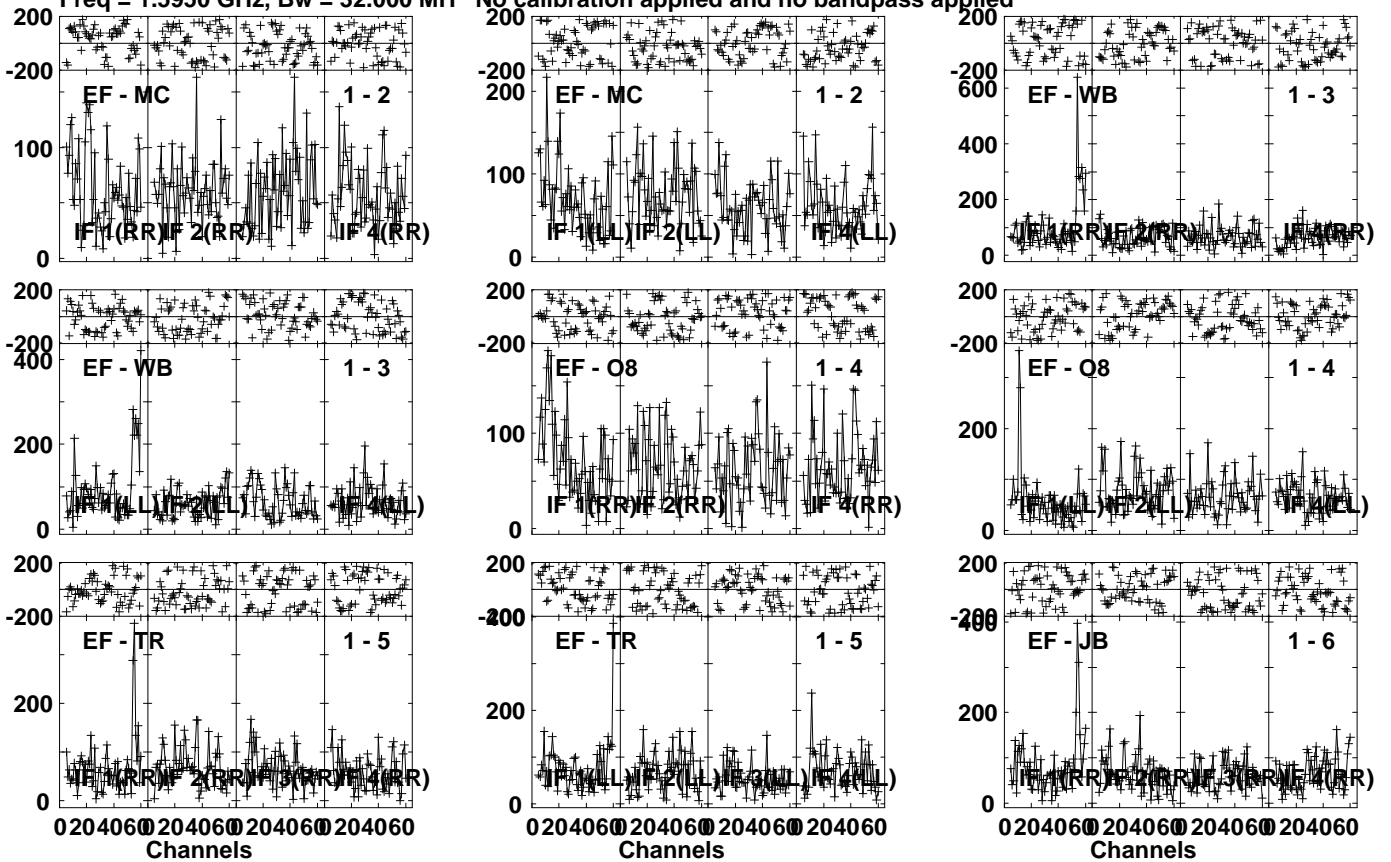 Freq = 1.5950 GHz, Bw = 32.000 MH No calibration applied and no bandpass applied
200 200 200
-200 -200 -200
EF - MC 1 - 2 EF - MC 1 - 2 EF - WB 1 - 3
200 600
100 100 400
200
IF 1(RR) IF 2(RR) IF 4(RR) IF 1(LL) IF 2(LL) IF 4(LL) IF 1(RR) IF 2(RR) IF 4(RR)
0 0 0
200 200 200
-200 -200 -200
400
EF - WB 1 - 3 EF - O8 1 - 4 EF - O8 1 - 4
200 100 200
IF 1(LL) IF 2(LL) IF 4(LL) IF 1(RR) IF 2(RR) IF 4(RR) IF 1(LL) IF 2(LL) IF 4(LL)
0 0 0
200 200 200
-200 -200 -200
400 400
EF - TR 1 - 5 EF - TR 1 - 5 EF - JB 1 - 6
200 200 200
IF 1(RR) IF 2(RR) IF 3(RR) IF 4(RR) IF 1(LL) IF 2(LL) IF 3(LL) IF 4(LL) IF 1(RR) IF 2(RR) IF 3(RR) IF 4(RR)
0 0 0
0 20 40 60 0 20 40 60 0 20 40 60 0 20 40 60 0 20 40 60 0 20 40 60 0 20 40 60 0 20 40 60 0 20 40 60 0 20 40 60 0 20 40 60 0 20 40 60
Channels Channels Channels